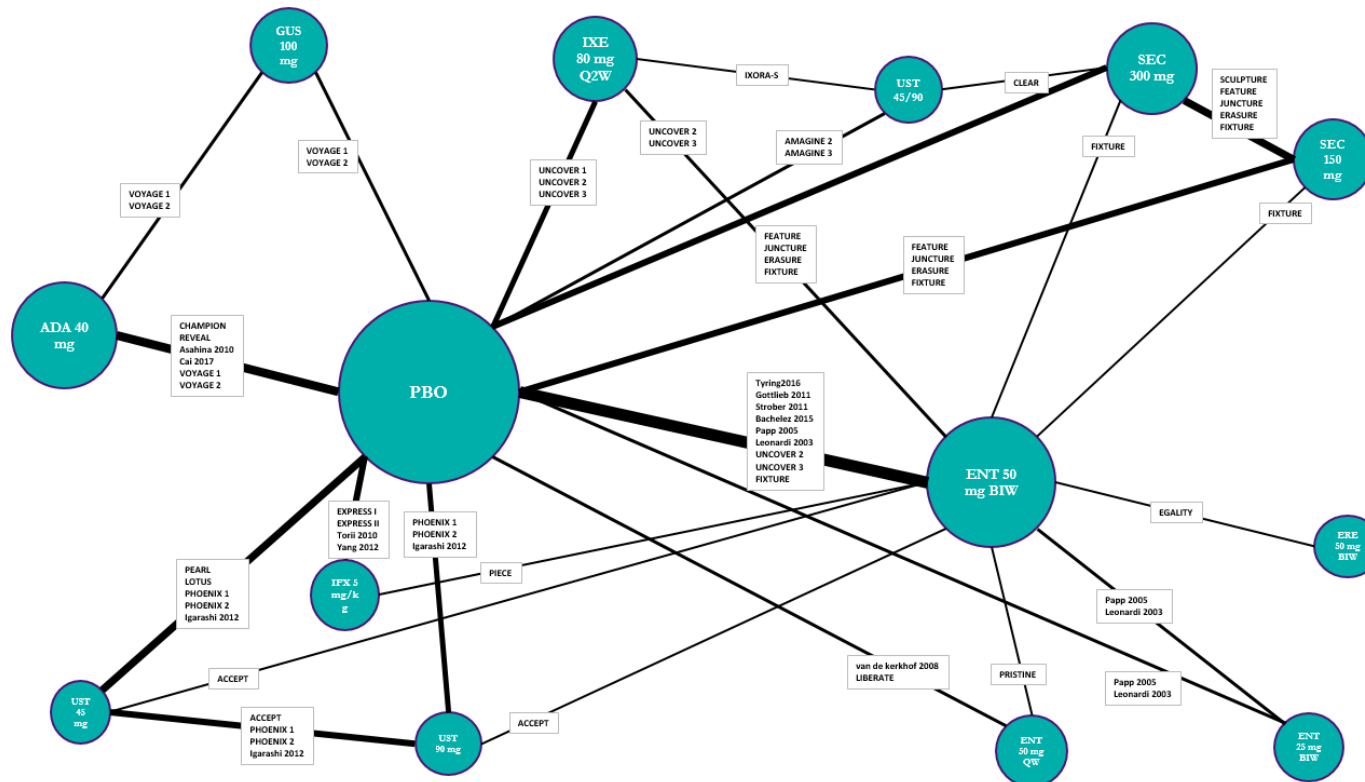 GUS
100
mg
IXE
80 mg
Q2W
IXORA-S
UST
45/90
CLEAR
SEC
300 mg
SCULPTURE
FEATURE
JUNCTURE
ERASURE
FIXTURE
SEC
150
mg
VOYAGE 1
VOYAGE 2
UNCOVER 2
UNCOVER 3
AMAGINE 2
AMAGINE 3
FIXTURE
VOYAGE 1
VOYAGE 2
UNCOVER 1
UNCOVER 2
UNCOVER 3
FIXTURE
FEATURE
JUNCTURE
ERASURE
FIXTURE
FEATURE
JUNCTURE
ERASURE
FIXTURE
ADA 40
mg
CHAMPION
REVEAL
Asahina 2010
Cai 2017
VOYAGE 1
VOYAGE 2
PBO
Tyring2016
Gottlieb 2011
Strober 2011
Bachelez 2015
Papp 2005
Leonardi 2003
UNCOVER 2
UNCOVER 3
FIXTURE
ENT 50
mg BIW
EGALITY
ERE
50 mg
BIW
EXPRESS I
EXPRESS II
Torii 2010
Yang 2012
PHOENIX 1
PHOENIX 2
Igarashi 2012
PEARL
LOTUS
PHOENIX 1
PHOENIX 2
Igarashi 2012
IFX 5
mg/k
g
PIECE
Papp 2005
Leonardi 2003
ACCEPT
van de kerkhof 2008
LIBERATE
PRISTINE
Papp 2005
Leonardi 2003
UST
45
mg
ACCEPT
PHOENIX 1
PHOENIX 2
Igarashi 2012
UST
90 mg
ACCEPT
ENT
50 mg
QW
ENT
25 mg
BIW